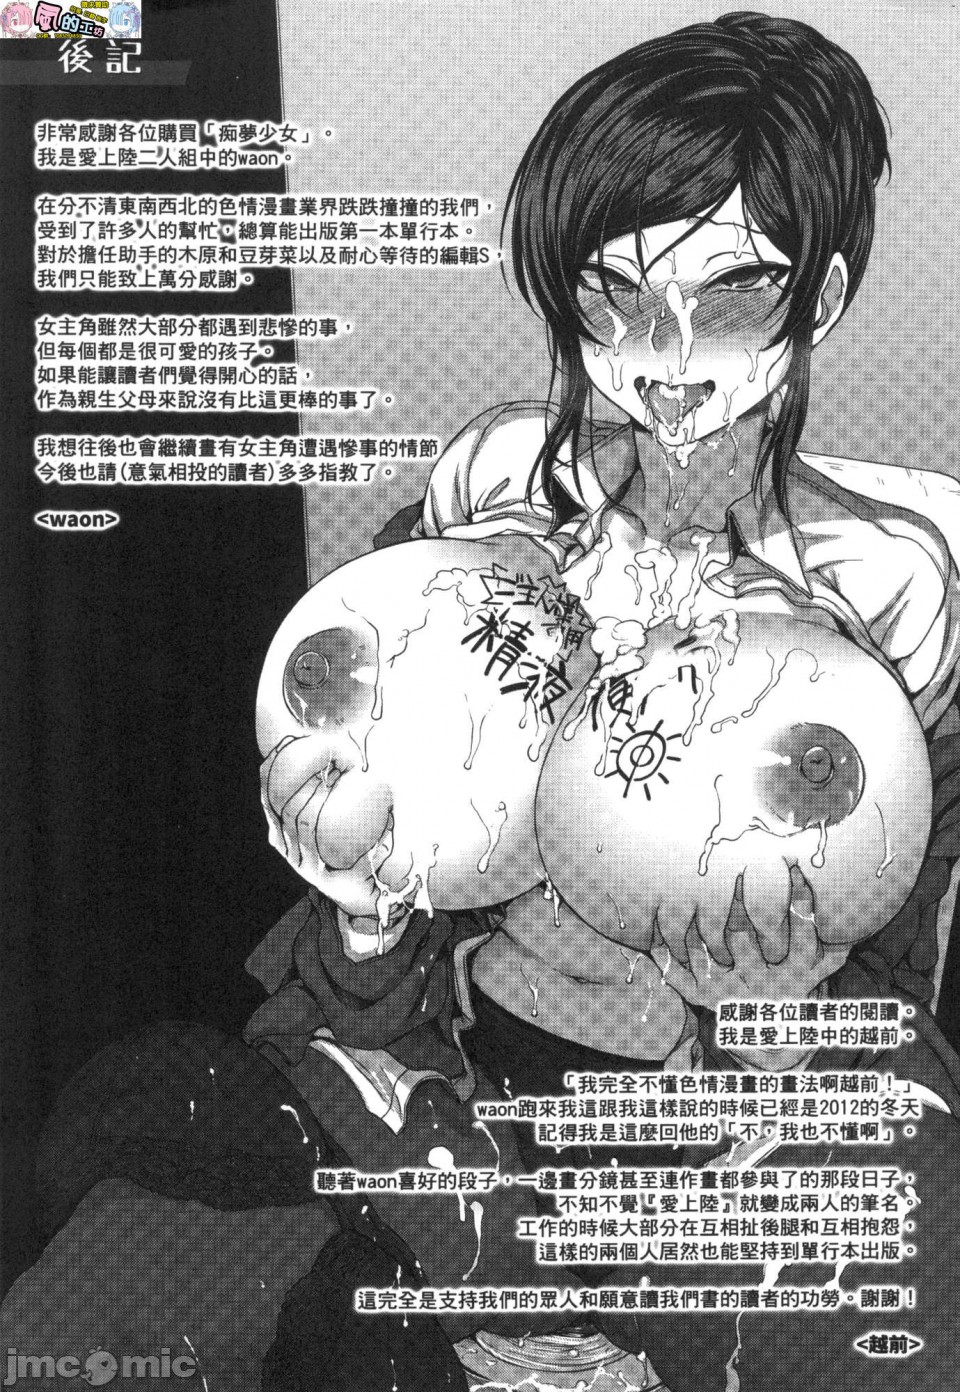 風的工坊
後記
非常感謝各位購買「痴夢少女」。
我是愛上陸二人組中的waon。
在分不清東南西北的色情漫畫業界跌跌撞撞的我們，
受到了許多人的幫忙，總算能出版第一本單行本。
對於擔任助手的木原和豆芽菜以及耐心等待的編輯S，
我們只能致上萬分感謝。
女主角雖然大部分都遇到悲慘的事，
但每個都是很可愛的孩子。
如果能讓讀者們覺得開心的話，
作為親生父母來說沒有比這更棒的事了。
我想往後也會繼續畫有女主角遭遇慘事的情節
今後也請(意氣相投的讀者)多多指教了。
<waon>
精液
感謝各位讀者的閱讀。
我是愛上陸中的越前。
「我完全不懂色情漫畫的畫法啊越前！」
waon跑來我這跟我這樣說的時候已經是2012的冬天
記得我是這麼回他的「不，我也不懂啊」。
聽著waon喜好的段子，一邊畫分鏡甚至連作畫都參與了的那段日子，
不知不覺『愛上陸』就變成兩人的筆名。
工作的時候大部分在互相扯後腿和互相抱怨，
這樣的兩個人居然也能堅持到單行本出版。
這完全是支持我們的眾人和願意讀我們書的讀者的功勞。謝謝！
<越前>
jmcomic